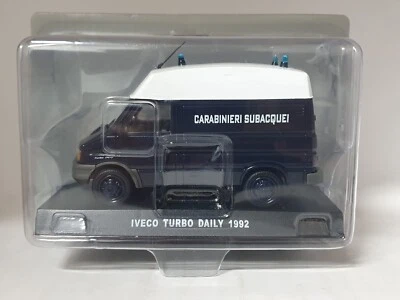 CARABINIERI SUBACQUEI
IVECO TURBO DAILY 1992